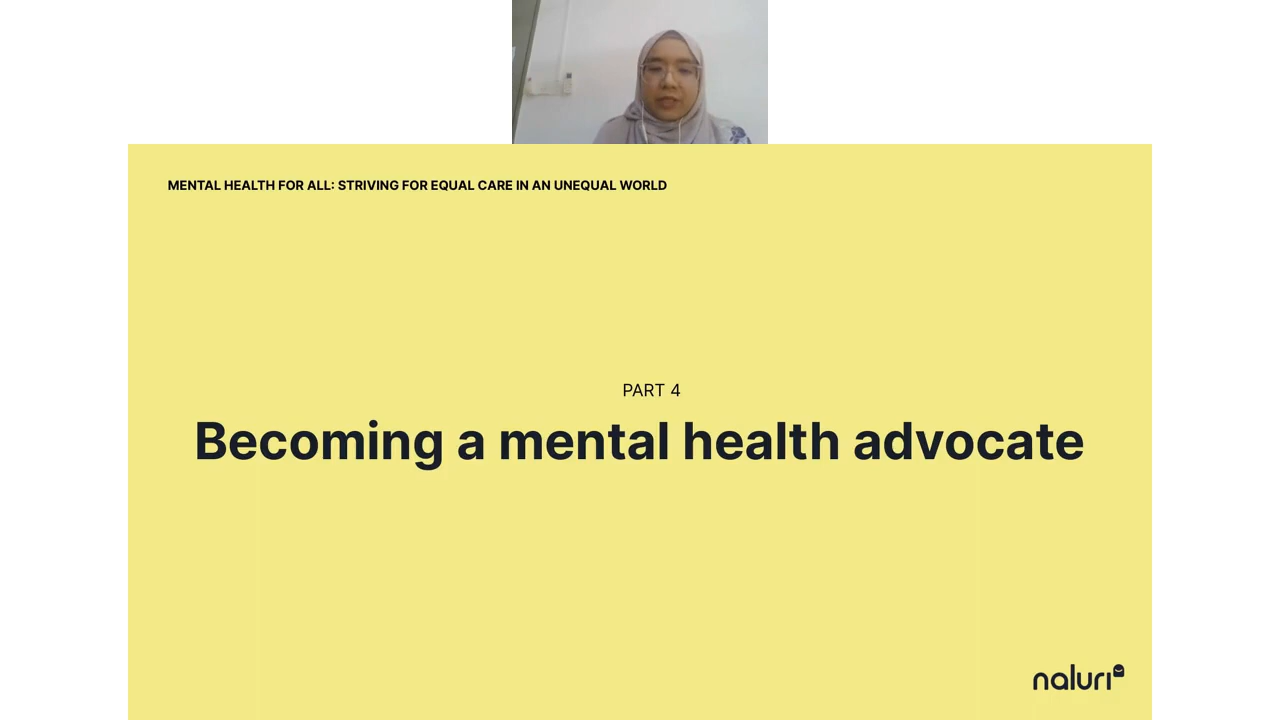 MENTAL HEALTH FOR ALL: STRIVING FOR EQUAL CARE IN AN UNEQUAL WORLD
PART 4
Becoming a mental health advocate
naluri